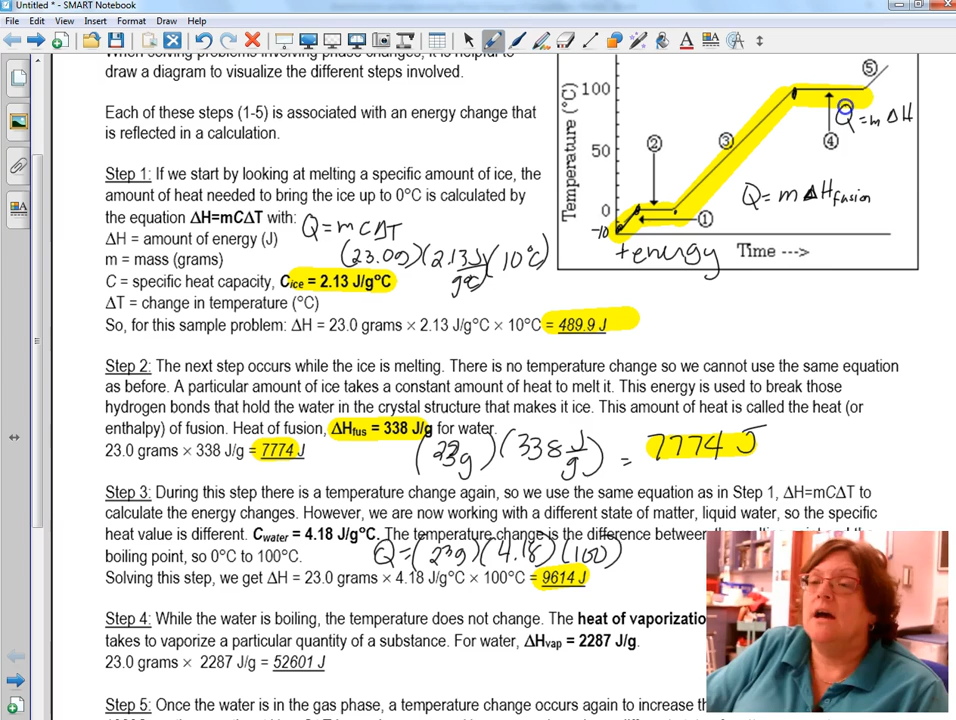 Untitled * - SMART Notebook
File Edit View Insert Format Draw Help
draw a diagram to visualize the different steps involved.
Each of these steps (1-5) is associated with an energy change that
is reflected in a calculation.
Step 1: If we start by looking at melting a specific amount of ice, the
amount of heat needed to bring the ice up to 0°C is calculated by
the equation ΔH=mCΔT with:
Q = mCΔT
ΔH = amount of energy (J)
(23.0g)(2.13 J/g°C)(10°C)
m = mass (grams)
C = specific heat capacity, Cice = 2.13 J/g°C
ΔT = change in temperature (°C)
So, for this sample problem: ΔH = 23.0 grams × 2.13 J/g°C × 10°C = 489.9 J
Temperature (°C)
100
50
0
-10
①
②
③
④
⑤
Q = m ΔH
Q = m ΔHfusion
+energy
Time --->
Step 2: The next step occurs while the ice is melting. There is no temperature change so we cannot use the same equation
as before. A particular amount of ice takes a constant amount of heat to melt it. This energy is used to break those
hydrogen bonds that hold the water in the crystal structure that makes it ice. This amount of heat is called the heat (or
enthalpy) of fusion. Heat of fusion, ΔHfus = 338 J/g for water.
23.0 grams × 338 J/g = 7774 J
(23g)(338 J/g) = 7774 J
Step 3: During this step there is a temperature change again, so we use the same equation as in Step 1, ΔH=mCΔT to
calculate the energy changes. However, we are now working with a different state of matter, liquid water, so the specific
heat value is different. Cwater = 4.18 J/g°C. The temperature change is the difference between
boiling point, so 0°C to 100°C.
Q = (23g)(4.18)(100)
Solving this step, we get ΔH = 23.0 grams × 4.18 J/g°C × 100°C = 9614 J
Step 4: While the water is boiling, the temperature does not change. The heat of vaporizatio
takes to vaporize a particular quantity of a substance. For water, ΔHvap = 2287 J/g.
23.0 grams × 2287 J/g = 52601 J
Step 5: Once the water is in the gas phase, a temperature change occurs again to increase